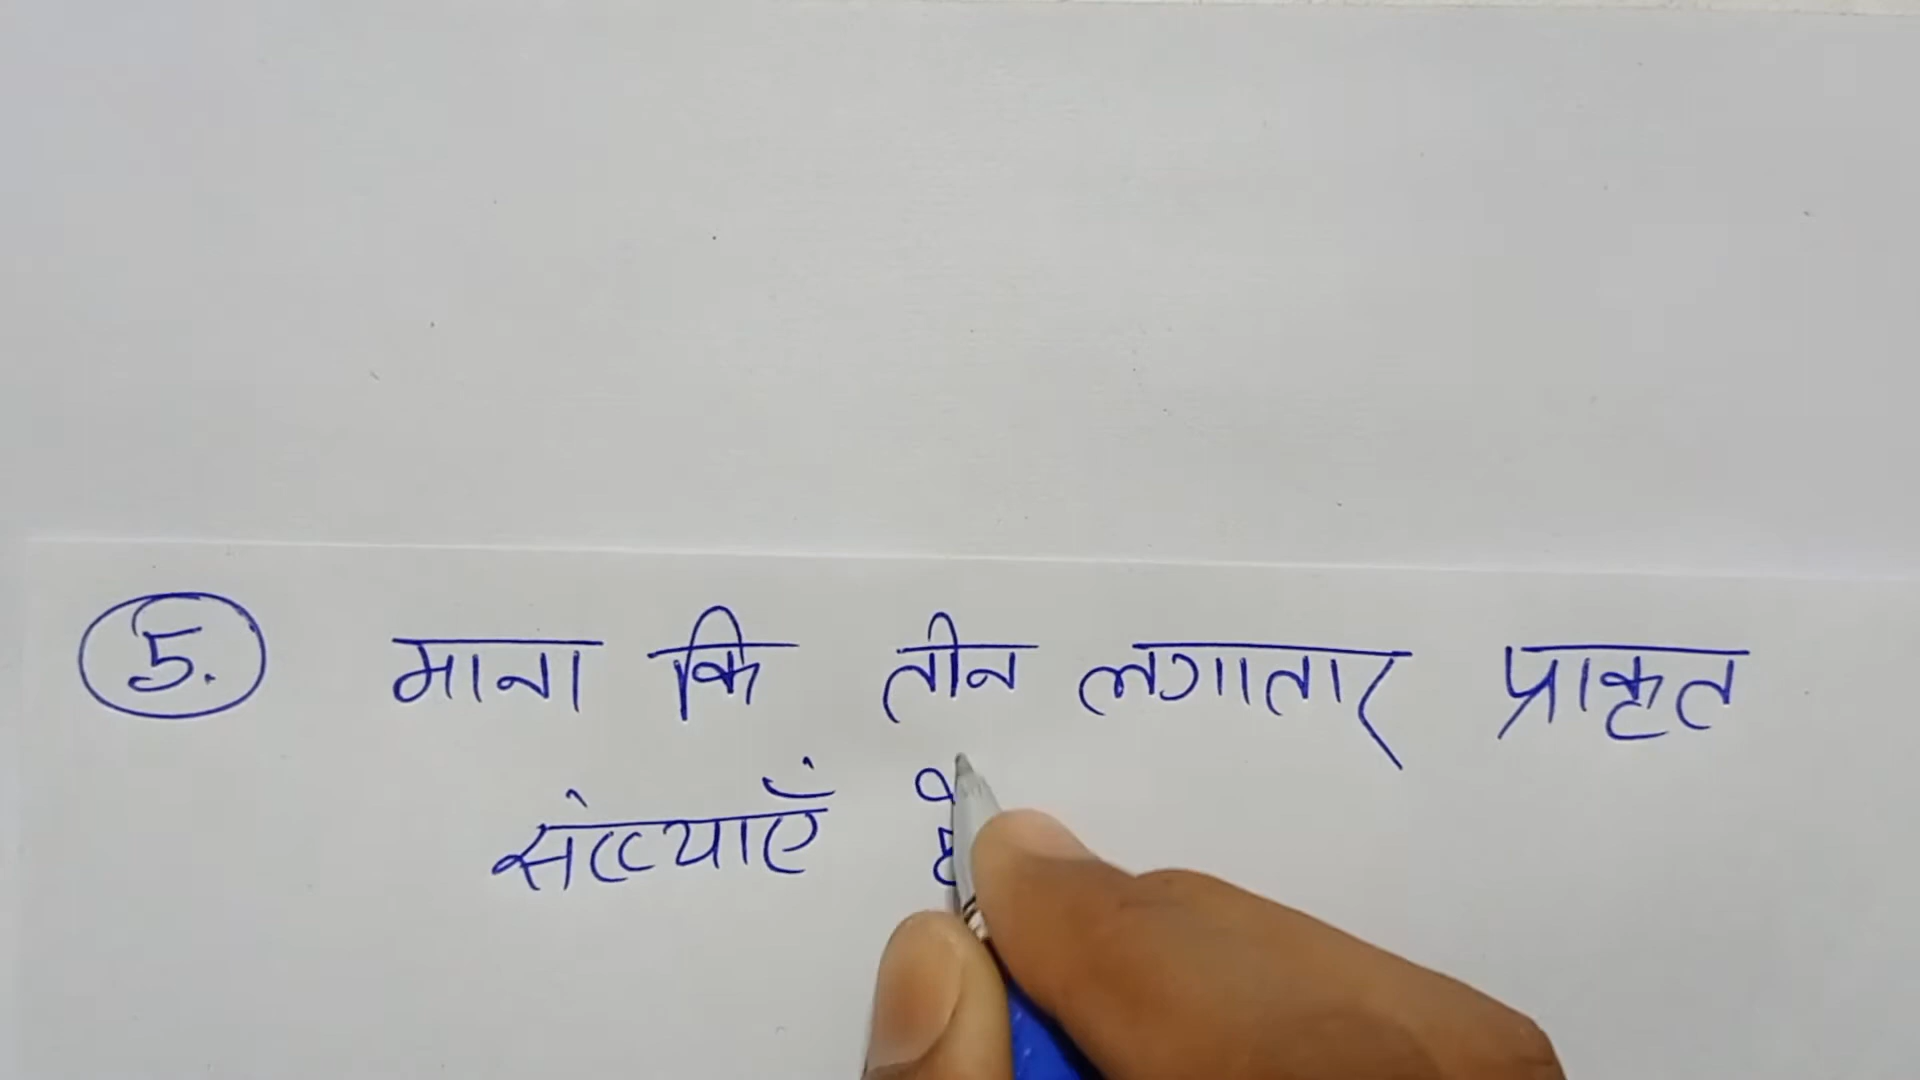 5. माना कि तीन लगातार प्राकृत
संख्याएँ